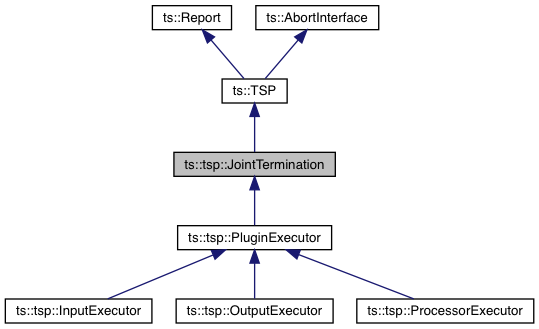 ts::Report
ts::AbortInterface
ts::TSP
ts::tsp::JointTermination
ts::tsp::PluginExecutor
ts::tsp::InputExecutor
ts::tsp::OutputExecutor
ts::tsp::ProcessorExecutor